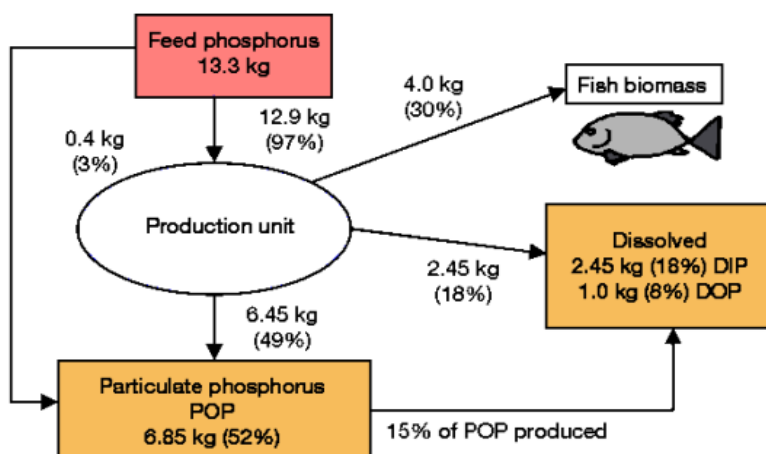 Feed phosphorus
13.3 kg
4.0 kg
(30%)
Fish biomass
12.9 kg
(97%)
0.4 kg
(3%)
Production unit
Dissolved
2.45 kg (18%) DIP
1.0 kg (8%) DOP
2.45 kg
(18%)
6.45 kg
(49%)
Particulate phosphorus
POP
6.85 kg (52%)
15% of POP produced